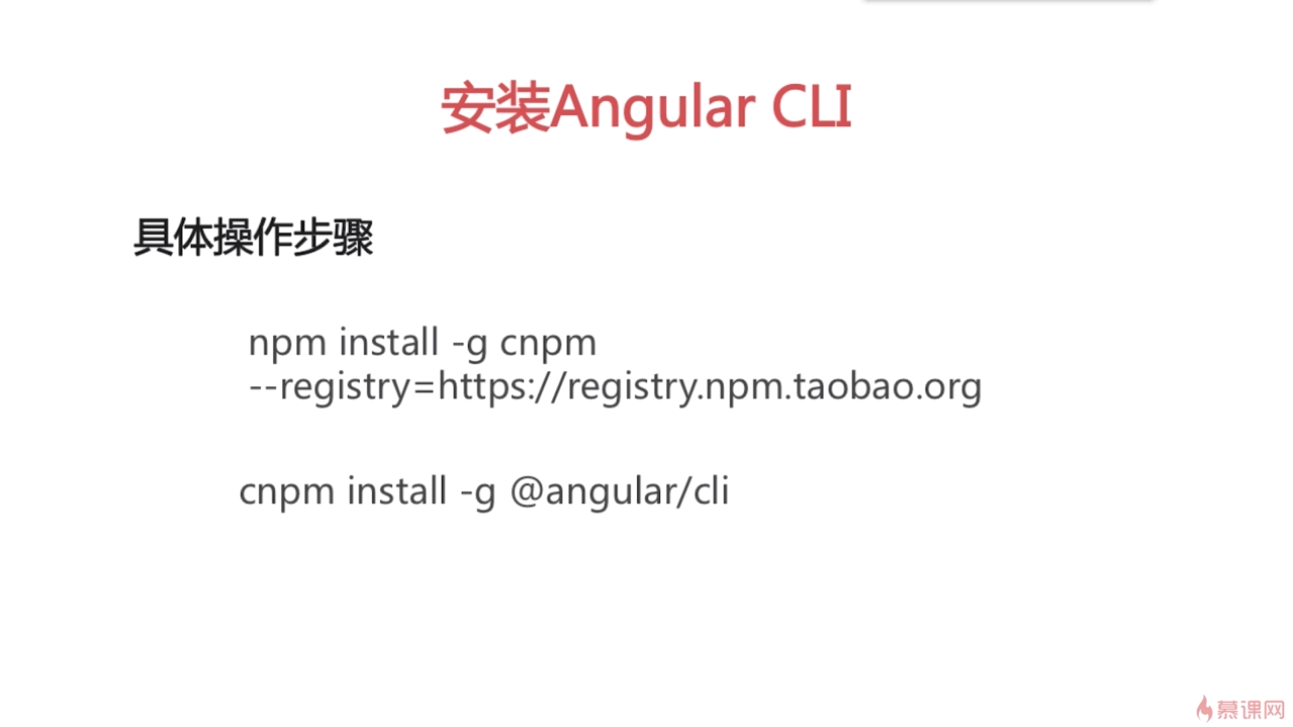 安装Angular CLI
具体操作步骤
npm install -g cnpm
--registry=https://registry.npm.taobao.org
cnpm install -g @angular/cli
慕课网